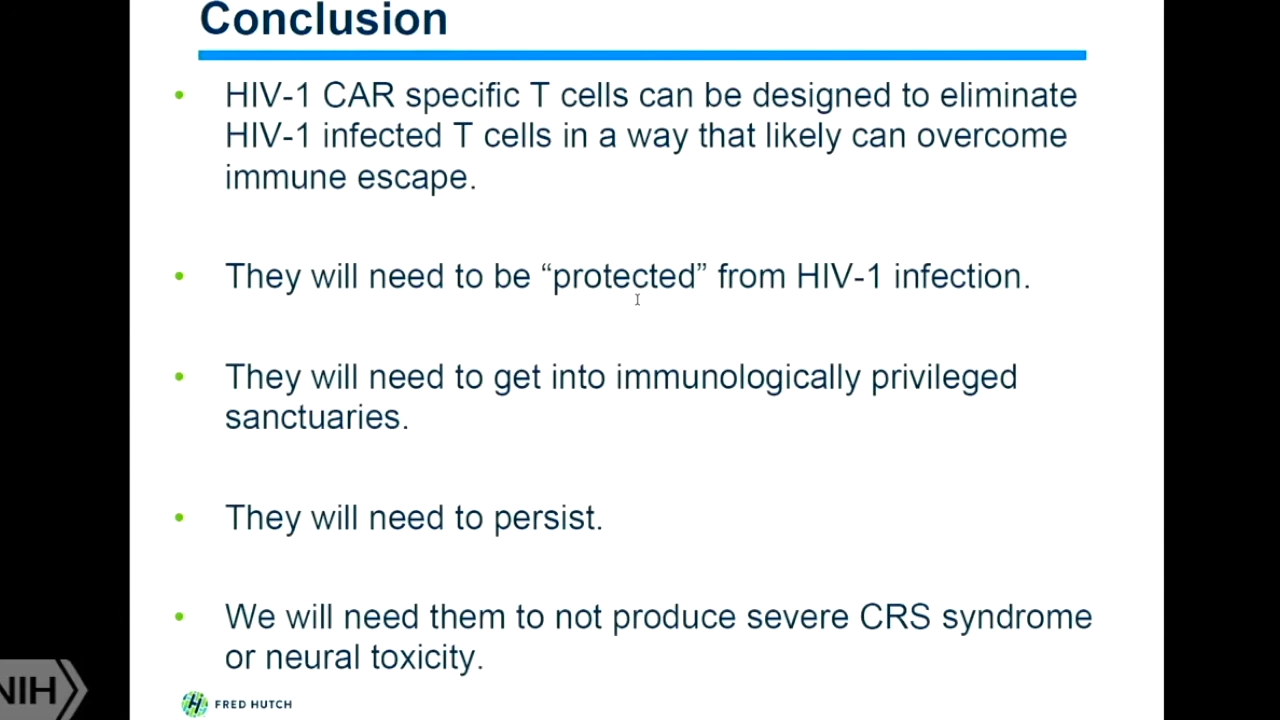 Conclusion
• HIV-1 CAR specific T cells can be designed to eliminate
HIV-1 infected T cells in a way that likely can overcome
immune escape.
• They will need to be “protected” from HIV-1 infection.
• They will need to get into immunologically privileged
sanctuaries.
• They will need to persist.
• We will need them to not produce severe CRS syndrome
or neural toxicity.
NIH
FRED HUTCH